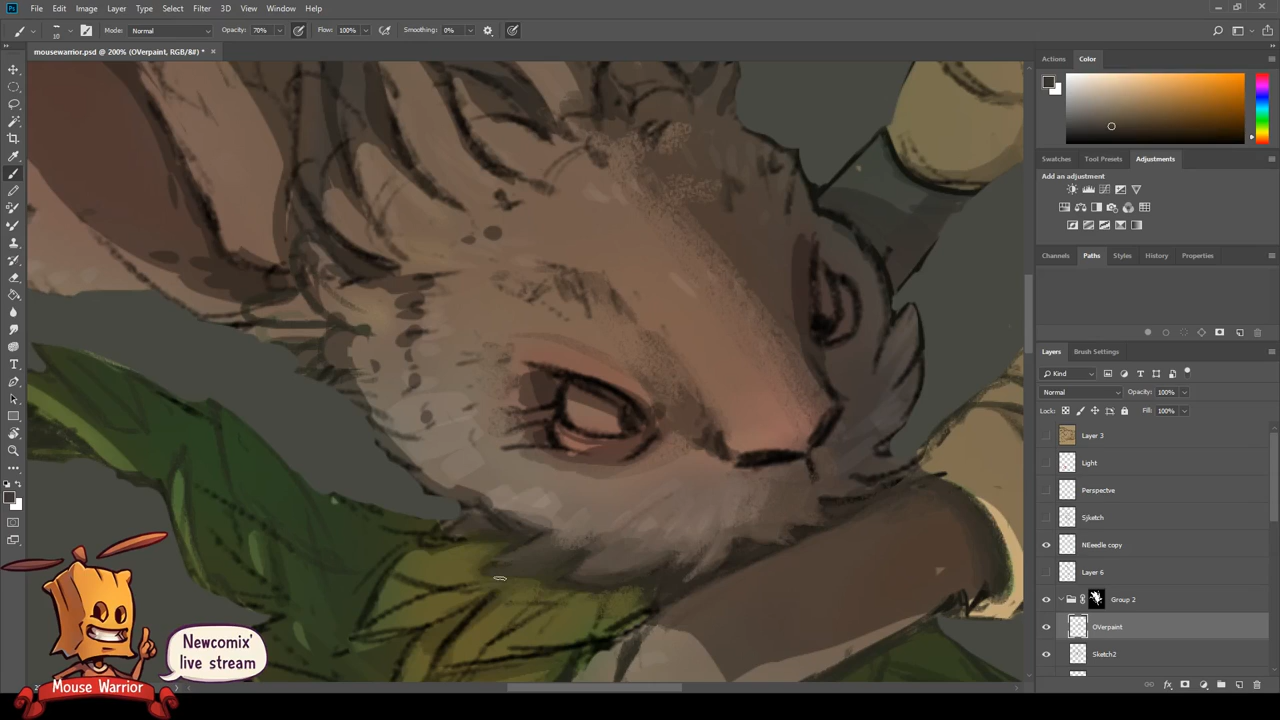 File Edit Image Layer Type Select Filter 3D View Window Help
Mode: Normal Opacity: 70% Flow: 100% Smoothing: 0%
mousewarrior.psd @ 200% (OVerpaint, RGB/8#) *
Actions Color
Swatches Tool Presets Adjustments
Add an adjustment
Channels Paths Styles History Properties
Layers Brush Settings
Kind
Normal Opacity: 100%
Lock: Fill: 100%
Layer 3
Light
Perspectve
Sjketch
NEedle copy
Layer 6
Group 2
OVerpaint
Sketch2
Newcomix'
live stream
Mouse Warrior